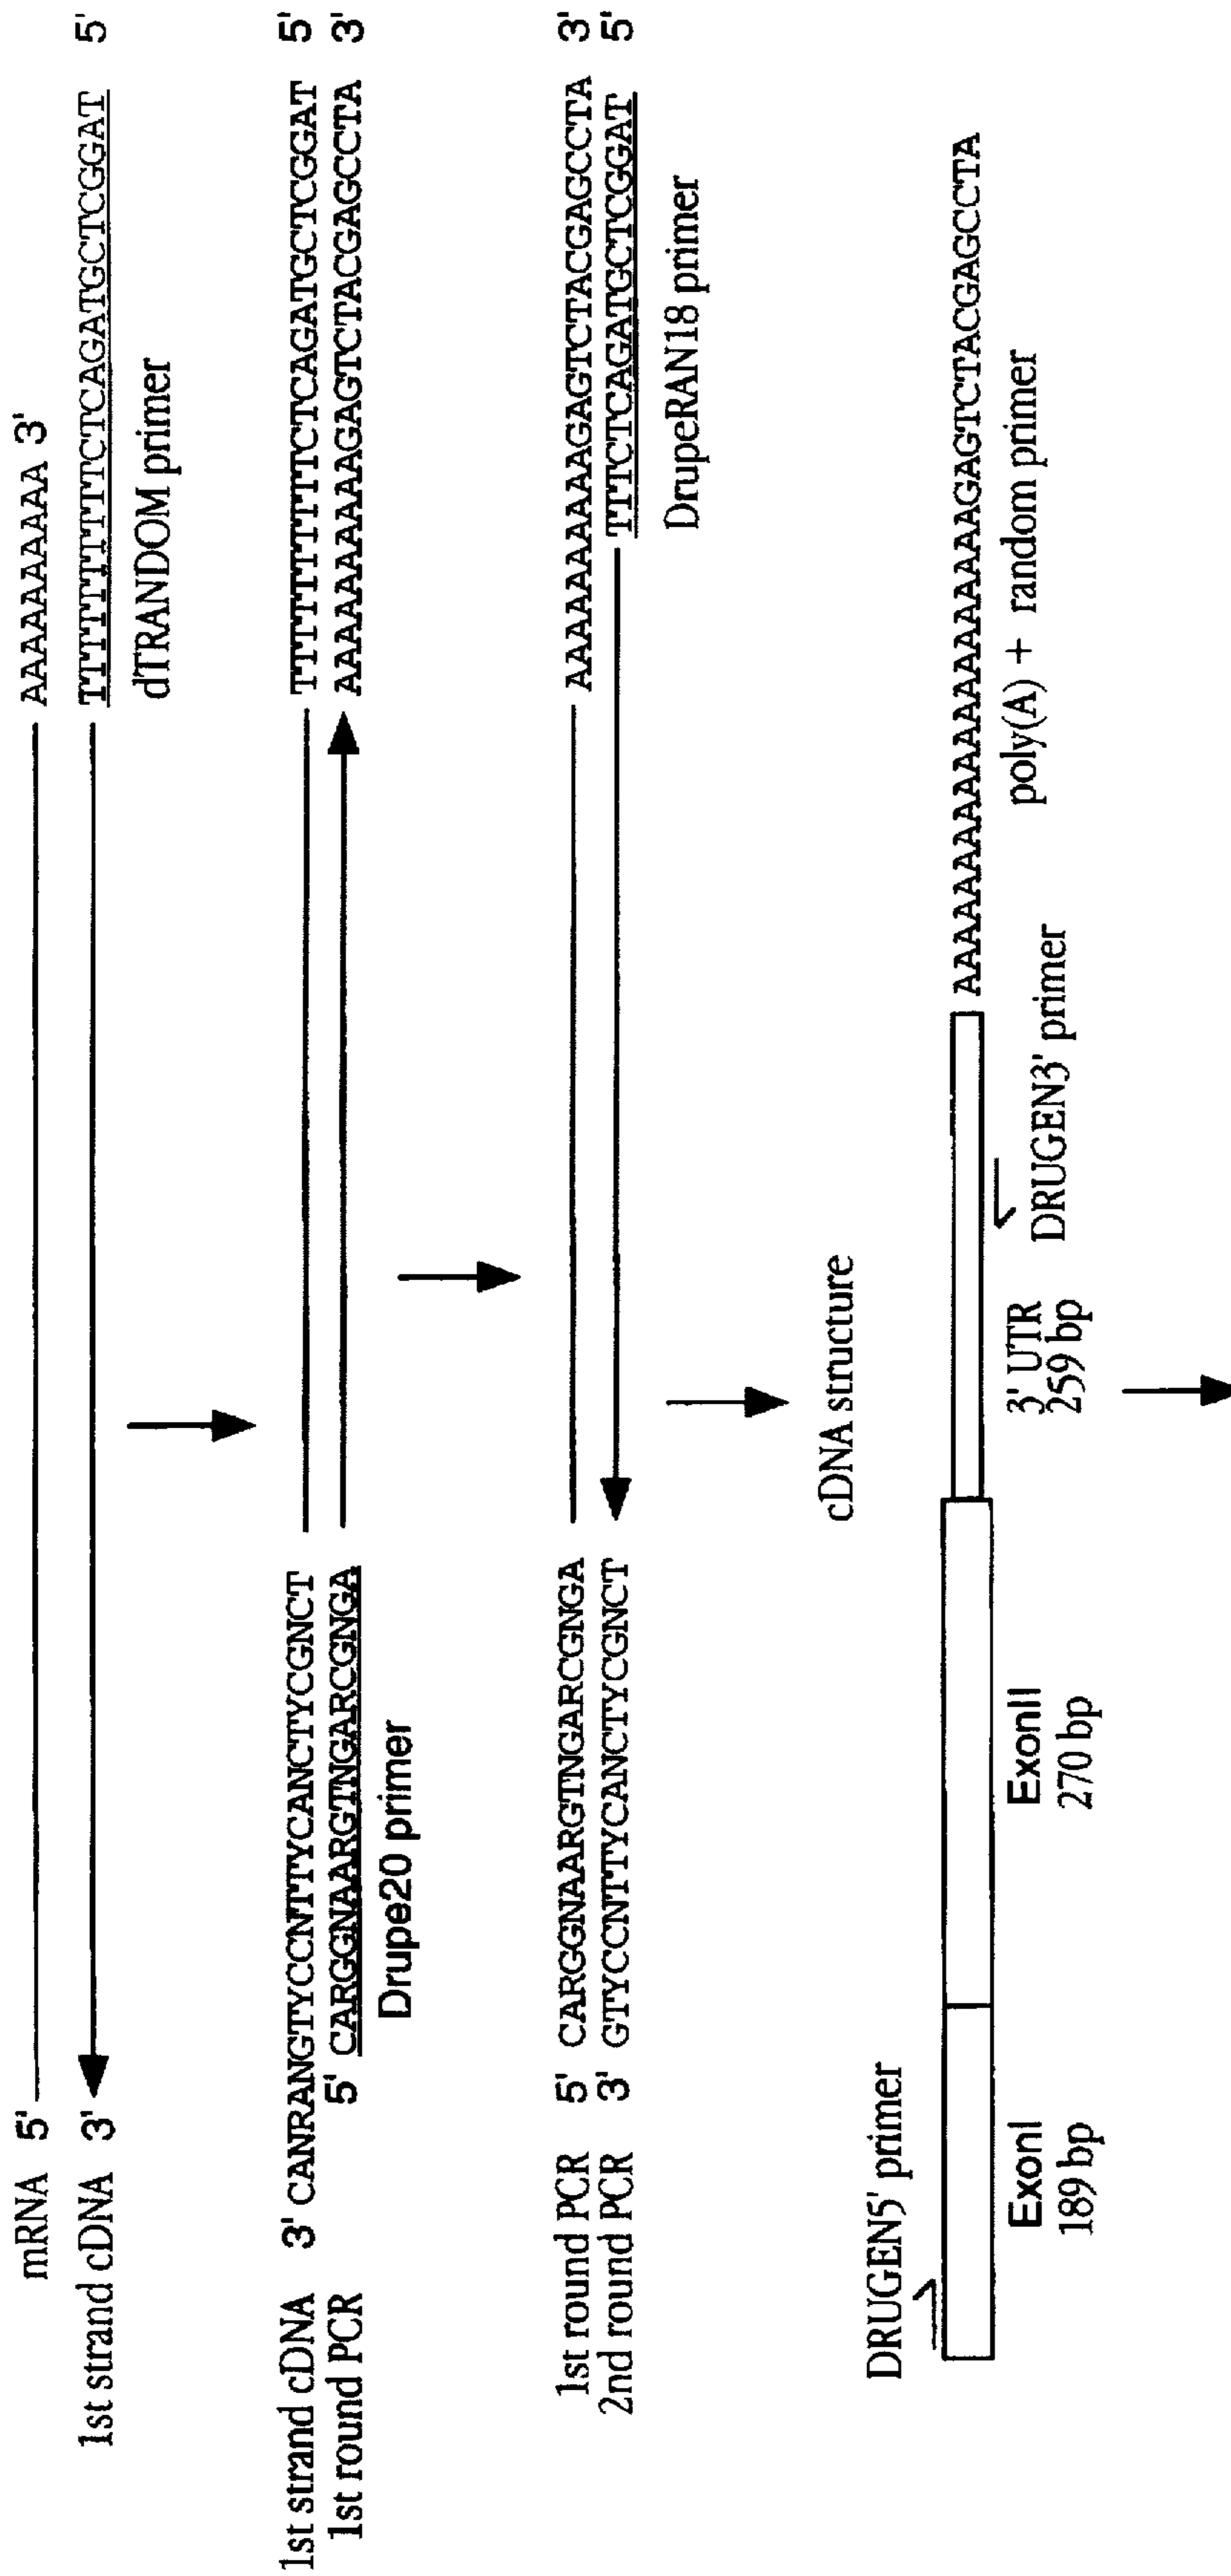 mRNA 5' AAAAAAAAA 3'
1st strand cDNA 3' TTTTTTTTTCTCAGATGCTCGGAT 5'
dTRANDOM primer
1st strand cDNA 3' CANRANGTYCCNTTYCANCTYCGNCT TTTTTTTTTCTCAGATGCTCGGAT 5'
1st round PCR 5' CARGGNAARGTNGARCGNGA AAAAAAAAAGAGTCTACGAGCCTA 3'
Drupe20 primer
1st round PCR 5' CARGGNAARGTNGARCGNGA AAAAAAAAAGAGTCTACGAGCCTA 3'
2nd round PCR 3' GTYCCNTTYCANCTYCGNCT TTTCTCAGATGCTCGGAT 5'
DrupeRAN18 primer
cDNA structure
DRUGEN5' primer
AAAAAAAAAAAAAAAAAAGAGTCTACGAGCCTA
ExonI ExonII 3' UTR DRUGEN3' primer poly(A) + random primer
189 bp 270 bp 259 bp